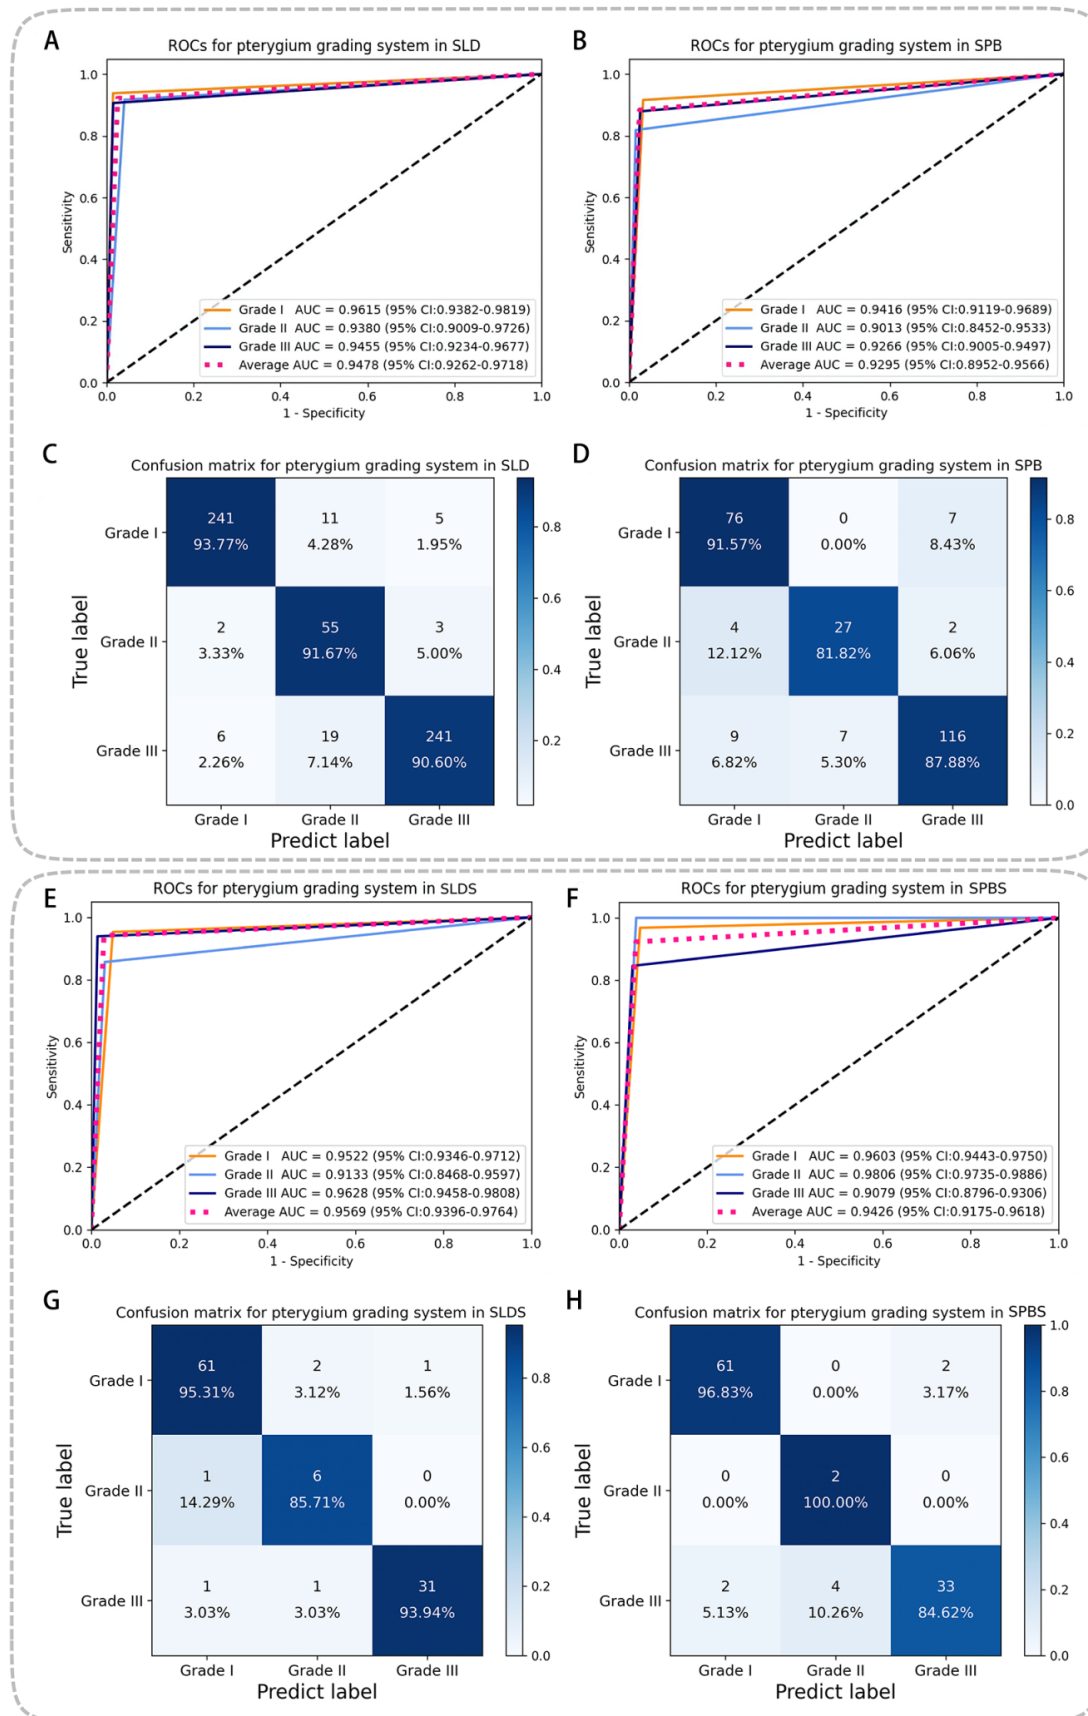 A
ROCs for pterygium grading system in SLD
1.0
0.8
0.6
0.4
0.2
0.0
Sensitivity
Grade I AUC = 0.9615 (95% CI:0.9382-0.9819)
Grade II AUC = 0.9380 (95% CI:0.9009-0.9726)
Grade III AUC = 0.9455 (95% CI:0.9234-0.9677)
Average AUC = 0.9478 (95% CI:0.9262-0.9718)
0.0 0.2 0.4 0.6 0.8 1.0
1 - Specificity
B
ROCs for pterygium grading system in SPB
1.0
0.8
0.6
0.4
0.2
0.0
Sensitivity
Grade I AUC = 0.9416 (95% CI:0.9119-0.9689)
Grade II AUC = 0.9013 (95% CI:0.8452-0.9533)
Grade III AUC = 0.9266 (95% CI:0.9005-0.9497)
Average AUC = 0.9295 (95% CI:0.8952-0.9566)
0.0 0.2 0.4 0.6 0.8 1.0
1 - Specificity
C
Confusion matrix for pterygium grading system in SLD
True label
Grade I
241 11 5
93.77% 4.28% 1.95%
Grade II
2 55 3
3.33% 91.67% 5.00%
Grade III
6 19 241
2.26% 7.14% 90.60%
Grade I Grade II Grade III
Predict label
0.8
0.6
0.4
0.2
D
Confusion matrix for pterygium grading system in SPB
True label
Grade I
76 0 7
91.57% 0.00% 8.43%
Grade II
4 27 2
12.12% 81.82% 6.06%
Grade III
9 7 116
6.82% 5.30% 87.88%
Grade I Grade II Grade III
Predict label
0.8
0.6
0.4
0.2
0.0
E
ROCs for pterygium grading system in SLDS
1.0
0.8
0.6
0.4
0.2
0.0
Sensitivity
Grade I AUC = 0.9522 (95% CI:0.9346-0.9712)
Grade II AUC = 0.9133 (95% CI:0.8468-0.9597)
Grade III AUC = 0.9628 (95% CI:0.9458-0.9808)
Average AUC = 0.9569 (95% CI:0.9396-0.9764)
0.0 0.2 0.4 0.6 0.8 1.0
1 - Specificity
F
ROCs for pterygium grading system in SPBS
1.0
0.8
0.6
0.4
0.2
0.0
Sensitivity
Grade I AUC = 0.9603 (95% CI:0.9443-0.9750)
Grade II AUC = 0.9806 (95% CI:0.9735-0.9886)
Grade III AUC = 0.9079 (95% CI:0.8796-0.9306)
Average AUC = 0.9426 (95% CI:0.9175-0.9618)
0.0 0.2 0.4 0.6 0.8 1.0
1 - Specificity
G
Confusion matrix for pterygium grading system in SLDS
True label
Grade I
61 2 1
95.31% 3.12% 1.56%
Grade II
1 6 0
14.29% 85.71% 0.00%
Grade III
1 1 31
3.03% 3.03% 93.94%
Grade I Grade II Grade III
Predict label
0.8
0.6
0.4
0.2
0.0
H
Confusion matrix for pterygium grading system in SPBS
True label
Grade I
61 0 2
96.83% 0.00% 3.17%
Grade II
0 2 0
0.00% 100.00% 0.00%
Grade III
2 4 33
5.13% 10.26% 84.62%
Grade I Grade II Grade III
Predict label
1.0
0.8
0.6
0.4
0.2
0.0